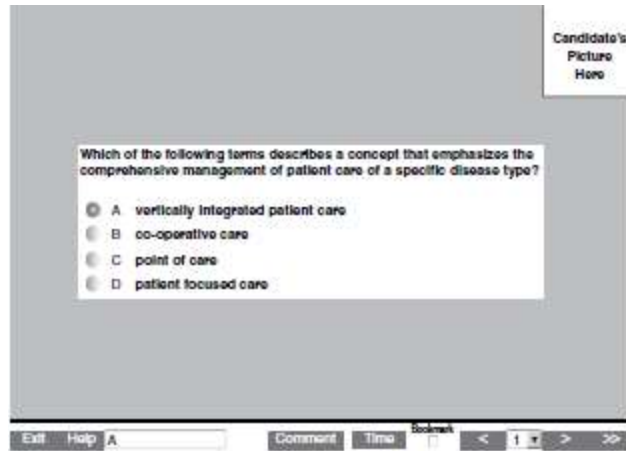 Candidate's
Picture
Here
Which of the following terms describes a concept that emphasizes the
comprehensive management of patient care of a specific disease type?
A vertically integrated patient care
B co-operative care
C point of care
D patient focused care
Bookmark
Exit Help A Comment Time < 1 > >>